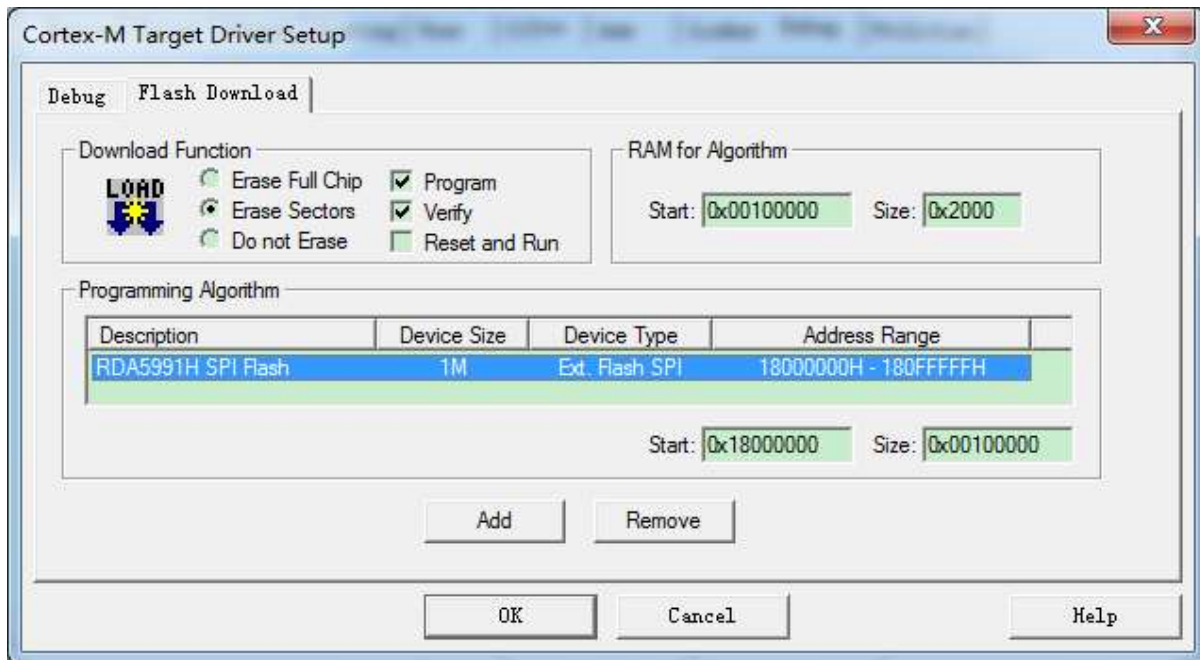 Cortex-M Target Driver Setup
Debug Flash Download
Download Function
LOAD
Erase Full Chip
Erase Sectors
Do not Erase
Program
Verify
Reset and Run
RAM for Algorithm
Start: 0x00100000 Size: 0x2000
Programming Algorithm
Description Device Size Device Type Address Range
RDA5991H SPI Flash 1M Ext. Flash SPI 18000000H - 180FFFFFH
Start: 0x18000000 Size: 0x00100000
Add Remove
OK Cancel Help